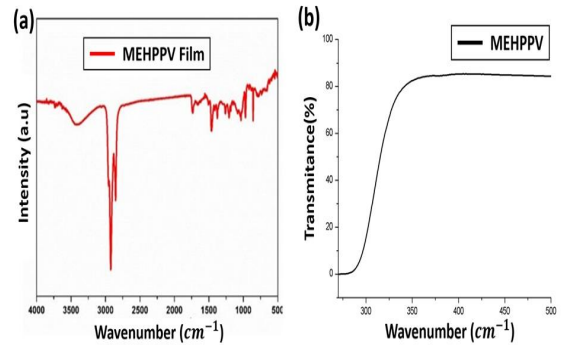 (a)
MEHPPV Film
Intensity (a.u)
4000 3500 3000 2500 2000 1500 1000 500
Wavenumber (cm⁻¹)
(b)
MEHPPV
Transmitance(%)
100
80
60
40
20
0
300 350 400 450 500
Wavenumber (cm⁻¹)